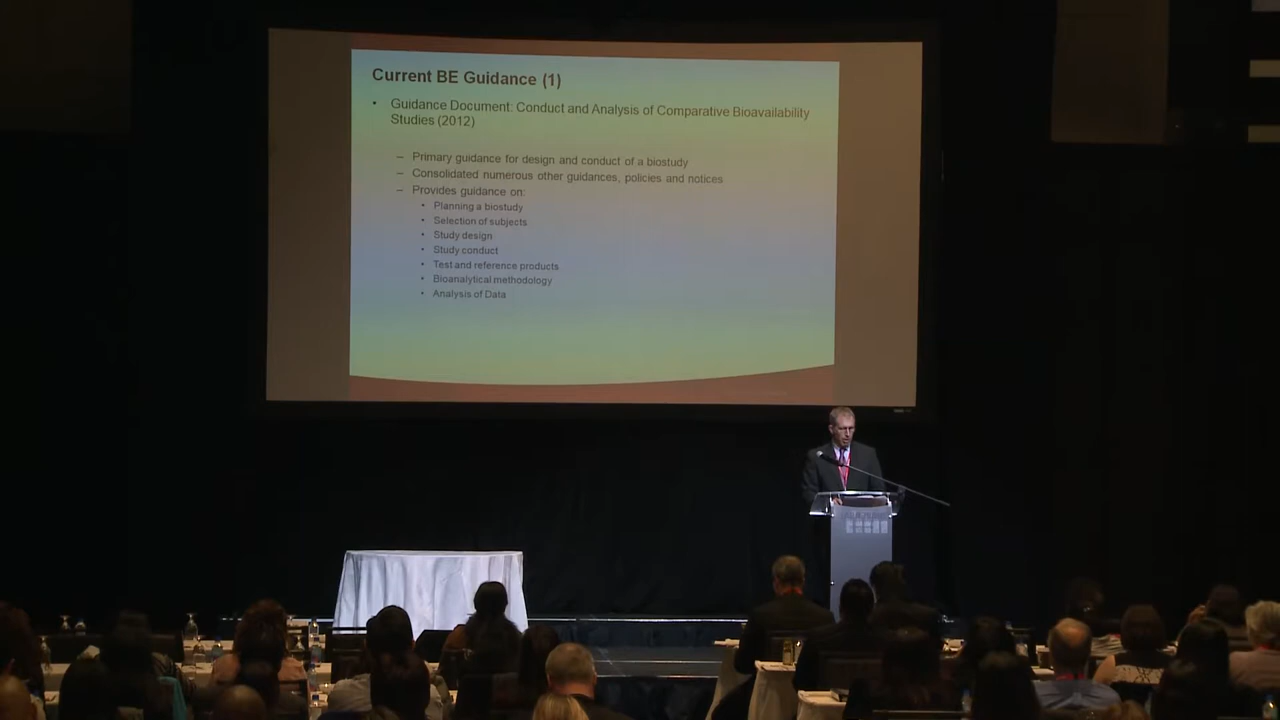 Current BE Guidance (1)
• Guidance Document: Conduct and Analysis of Comparative Bioavailability
Studies (2012)
– Primary guidance for design and conduct of a biostudy
– Consolidated numerous other guidances, policies and notices
– Provides guidance on:
• Planning a biostudy
• Selection of subjects
• Study design
• Study conduct
• Test and reference products
• Bioanalytical methodology
• Analysis of Data